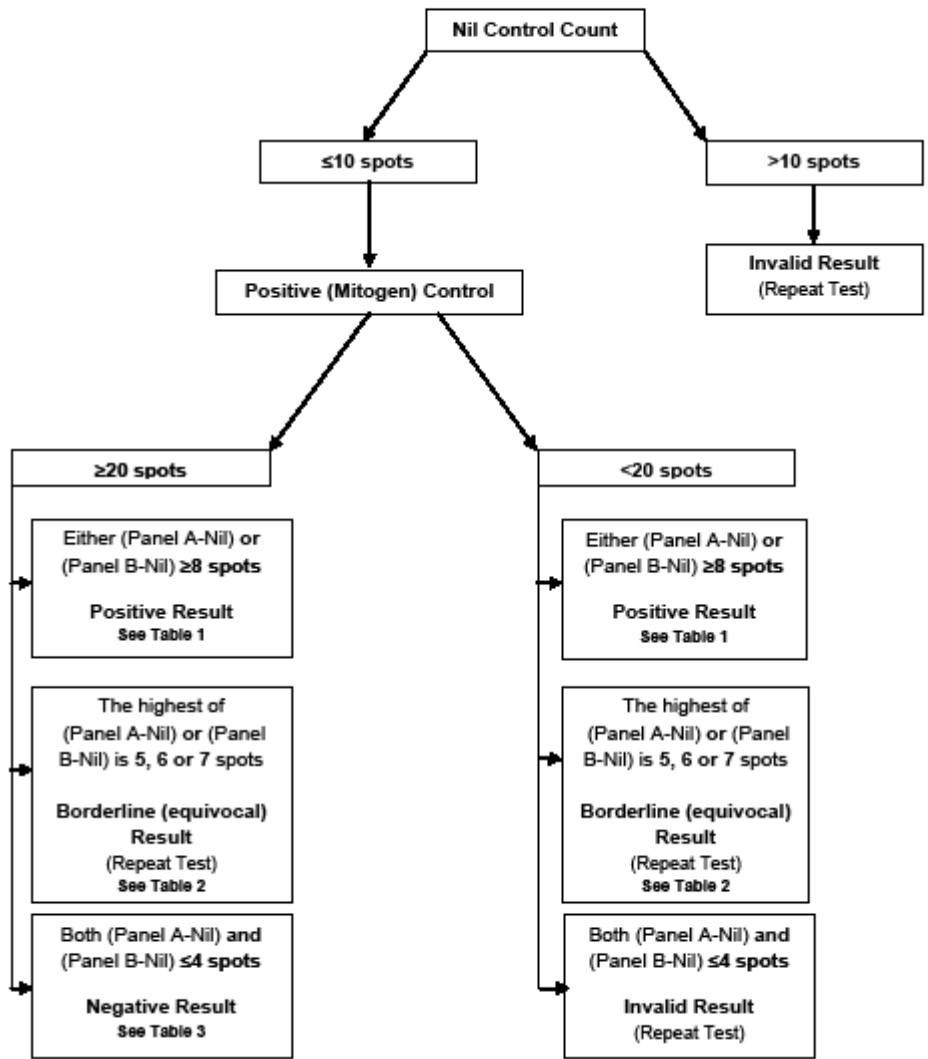 Nil Control Count
≤10 spots
>10 spots
Invalid Result
(Repeat Test)
Positive (Mitogen) Control
≥20 spots
<20 spots
Either (Panel A-Nil) or
(Panel B-Nil) ≥8 spots
Positive Result
See Table 1
Either (Panel A-Nil) or
(Panel B-Nil) ≥8 spots
Positive Result
See Table 1
The highest of
(Panel A-Nil) or (Panel
B-Nil) is 5, 6 or 7 spots
Borderline (equivocal)
Result
(Repeat Test)
See Table 2
The highest of
(Panel A-Nil) or (Panel
B-Nil) is 5, 6 or 7 spots
Borderline (equivocal)
Result
(Repeat Test)
See Table 2
Both (Panel A-Nil) and
(Panel B-Nil) ≤4 spots
Negative Result
See Table 3
Both (Panel A-Nil) and
(Panel B-Nil) ≤4 spots
Invalid Result
(Repeat Test)